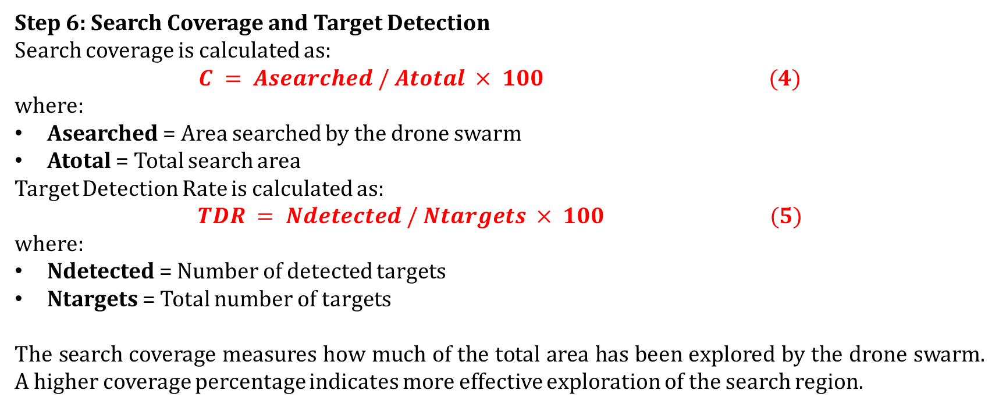 Step 6: Search Coverage and Target Detection
Search coverage is calculated as:
C = Asearched / Atotal × 100 (4)
where:
• Asearched = Area searched by the drone swarm
• Atotal = Total search area
Target Detection Rate is calculated as:
TDR = Ndetected / Ntargets × 100 (5)
where:
• Ndetected = Number of detected targets
• Ntargets = Total number of targets
The search coverage measures how much of the total area has been explored by the drone swarm.
A higher coverage percentage indicates more effective exploration of the search region.